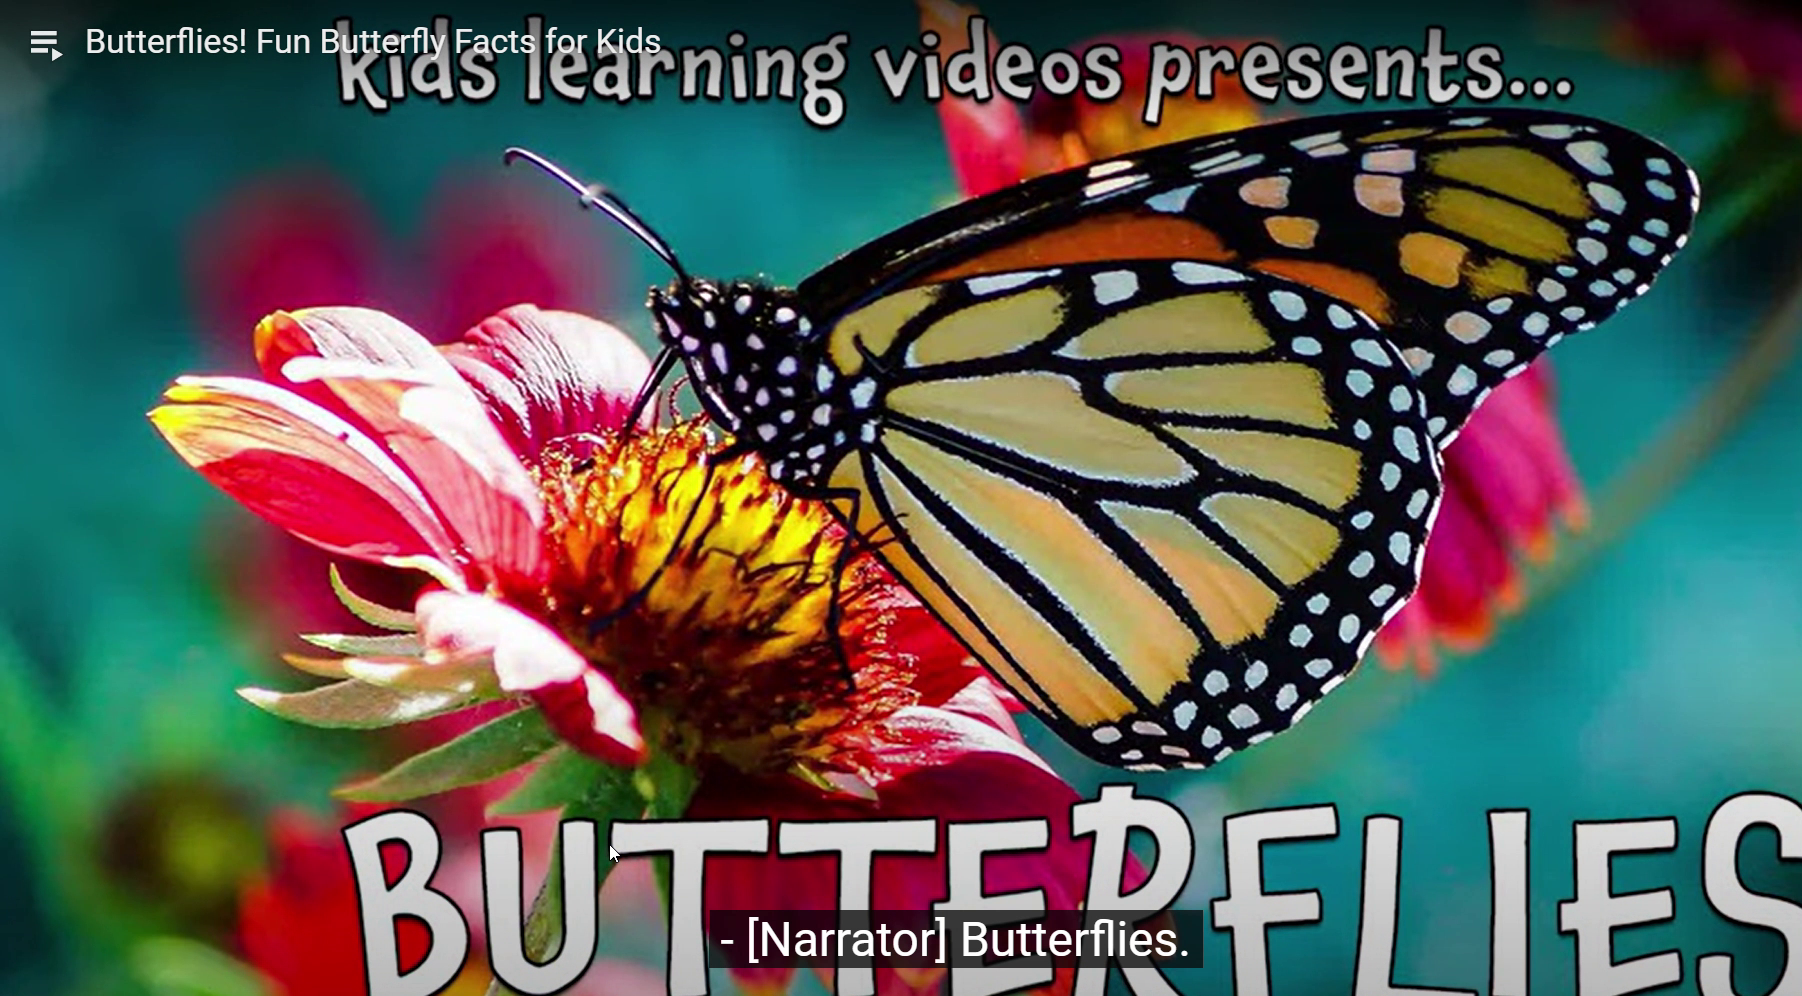 Butterflies! Fun Butterfly Facts for Kids
kids learning videos presents...
BUTTERFLIES
- [Narrator] Butterflies.